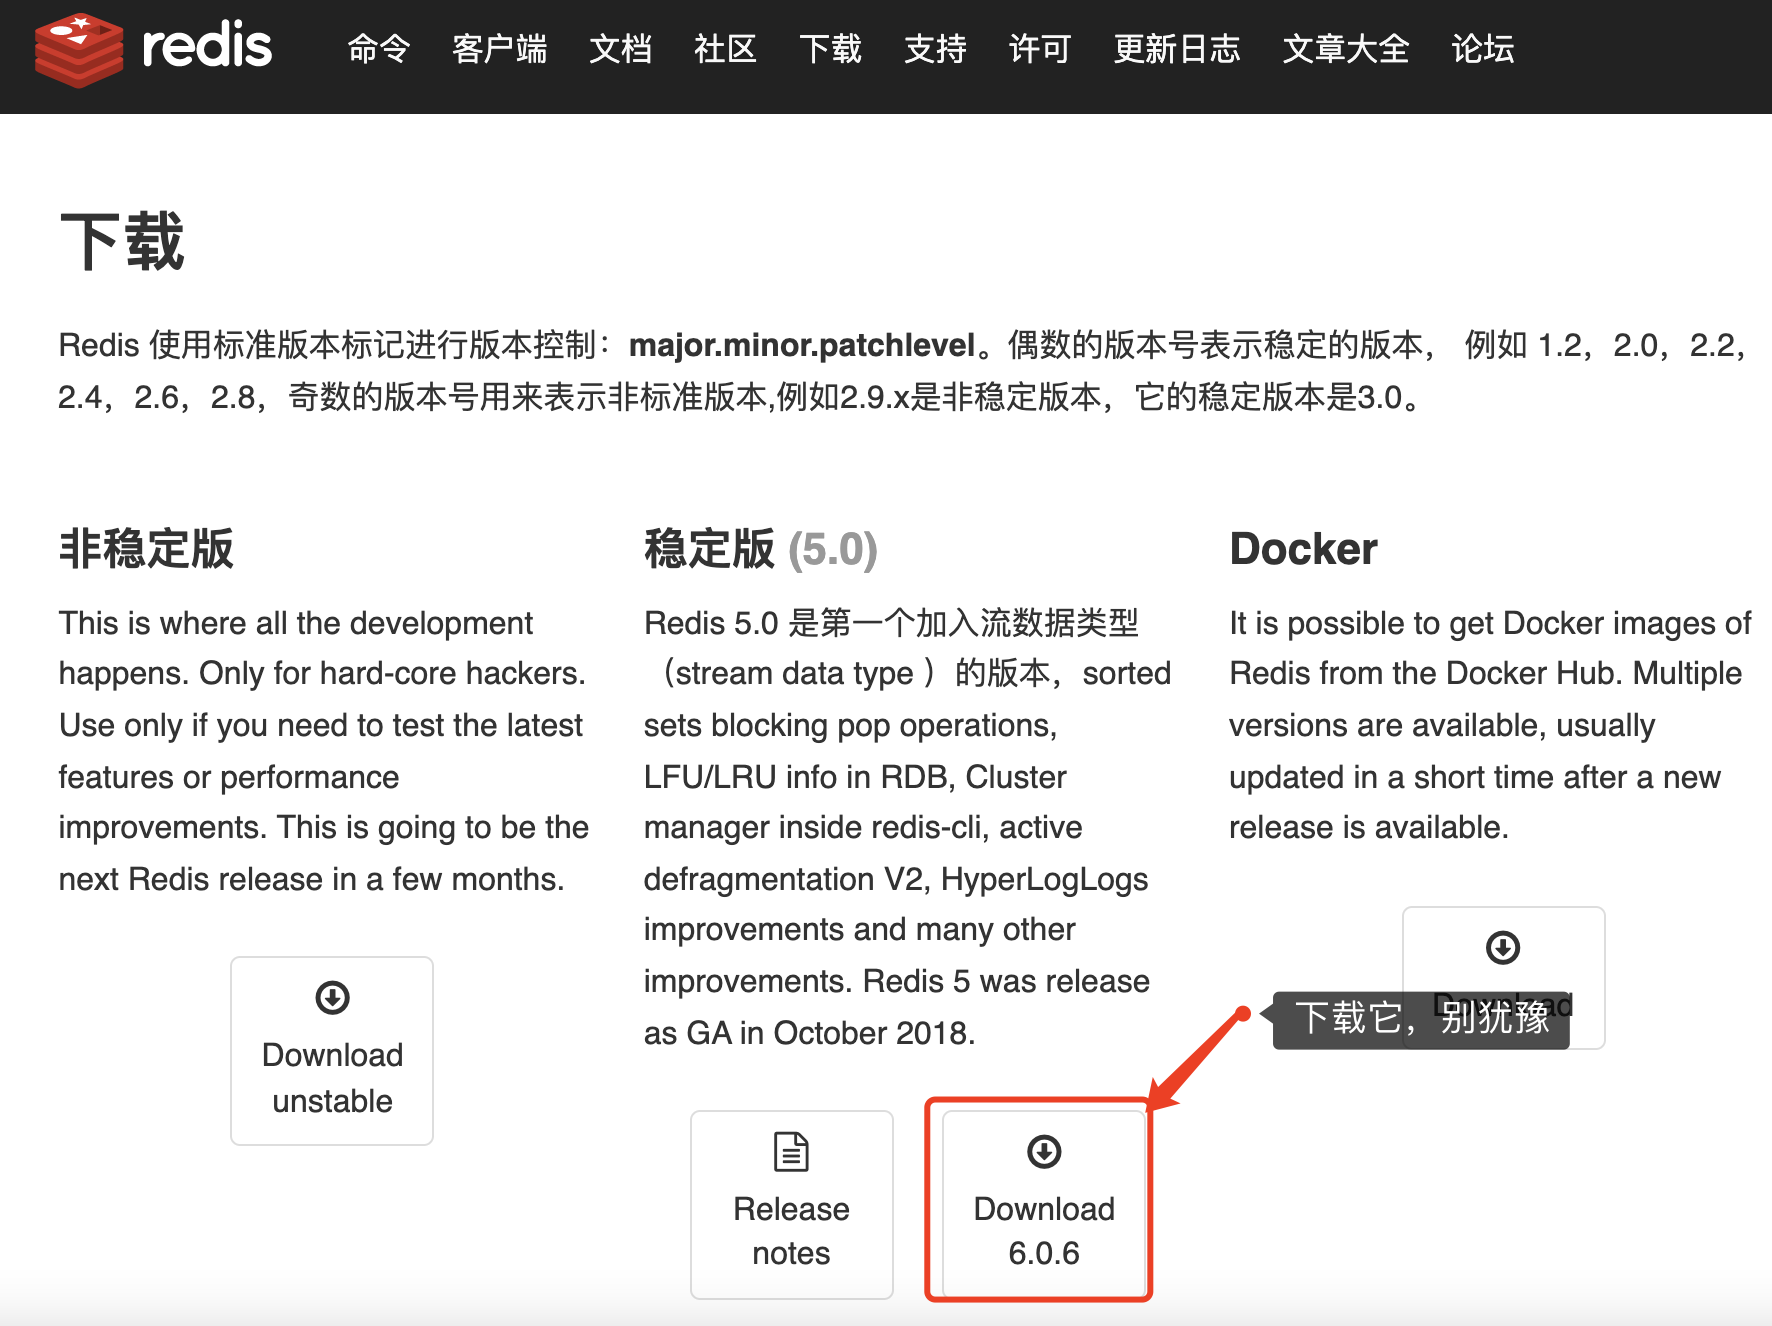 redis 命令 客户端 文档 社区 下载 支持 许可 更新日志 文章大全 论坛
下载
Redis 使用标准版本标记进行版本控制：major.minor.patchlevel。偶数的版本号表示稳定的版本， 例如 1.2，2.0，2.2，
2.4，2.6，2.8，奇数的版本号用来表示非标准版本,例如2.9.x是非稳定版本，它的稳定版本是3.0。
非稳定版
This is where all the development
happens. Only for hard-core hackers.
Use only if you need to test the latest
features or performance
improvements. This is going to be the
next Redis release in a few months.
Download
unstable
稳定版 (5.0)
Redis 5.0 是第一个加入流数据类型
（stream data type ）的版本，sorted
sets blocking pop operations,
LFU/LRU info in RDB, Cluster
manager inside redis-cli, active
defragmentation V2, HyperLogLogs
improvements and many other
improvements. Redis 5 was release
as GA in October 2018.
Release
notes
Download
6.0.6
Docker
It is possible to get Docker images of
Redis from the Docker Hub. Multiple
versions are available, usually
updated in a short time after a new
release is available.
Download
下载它，别犹豫